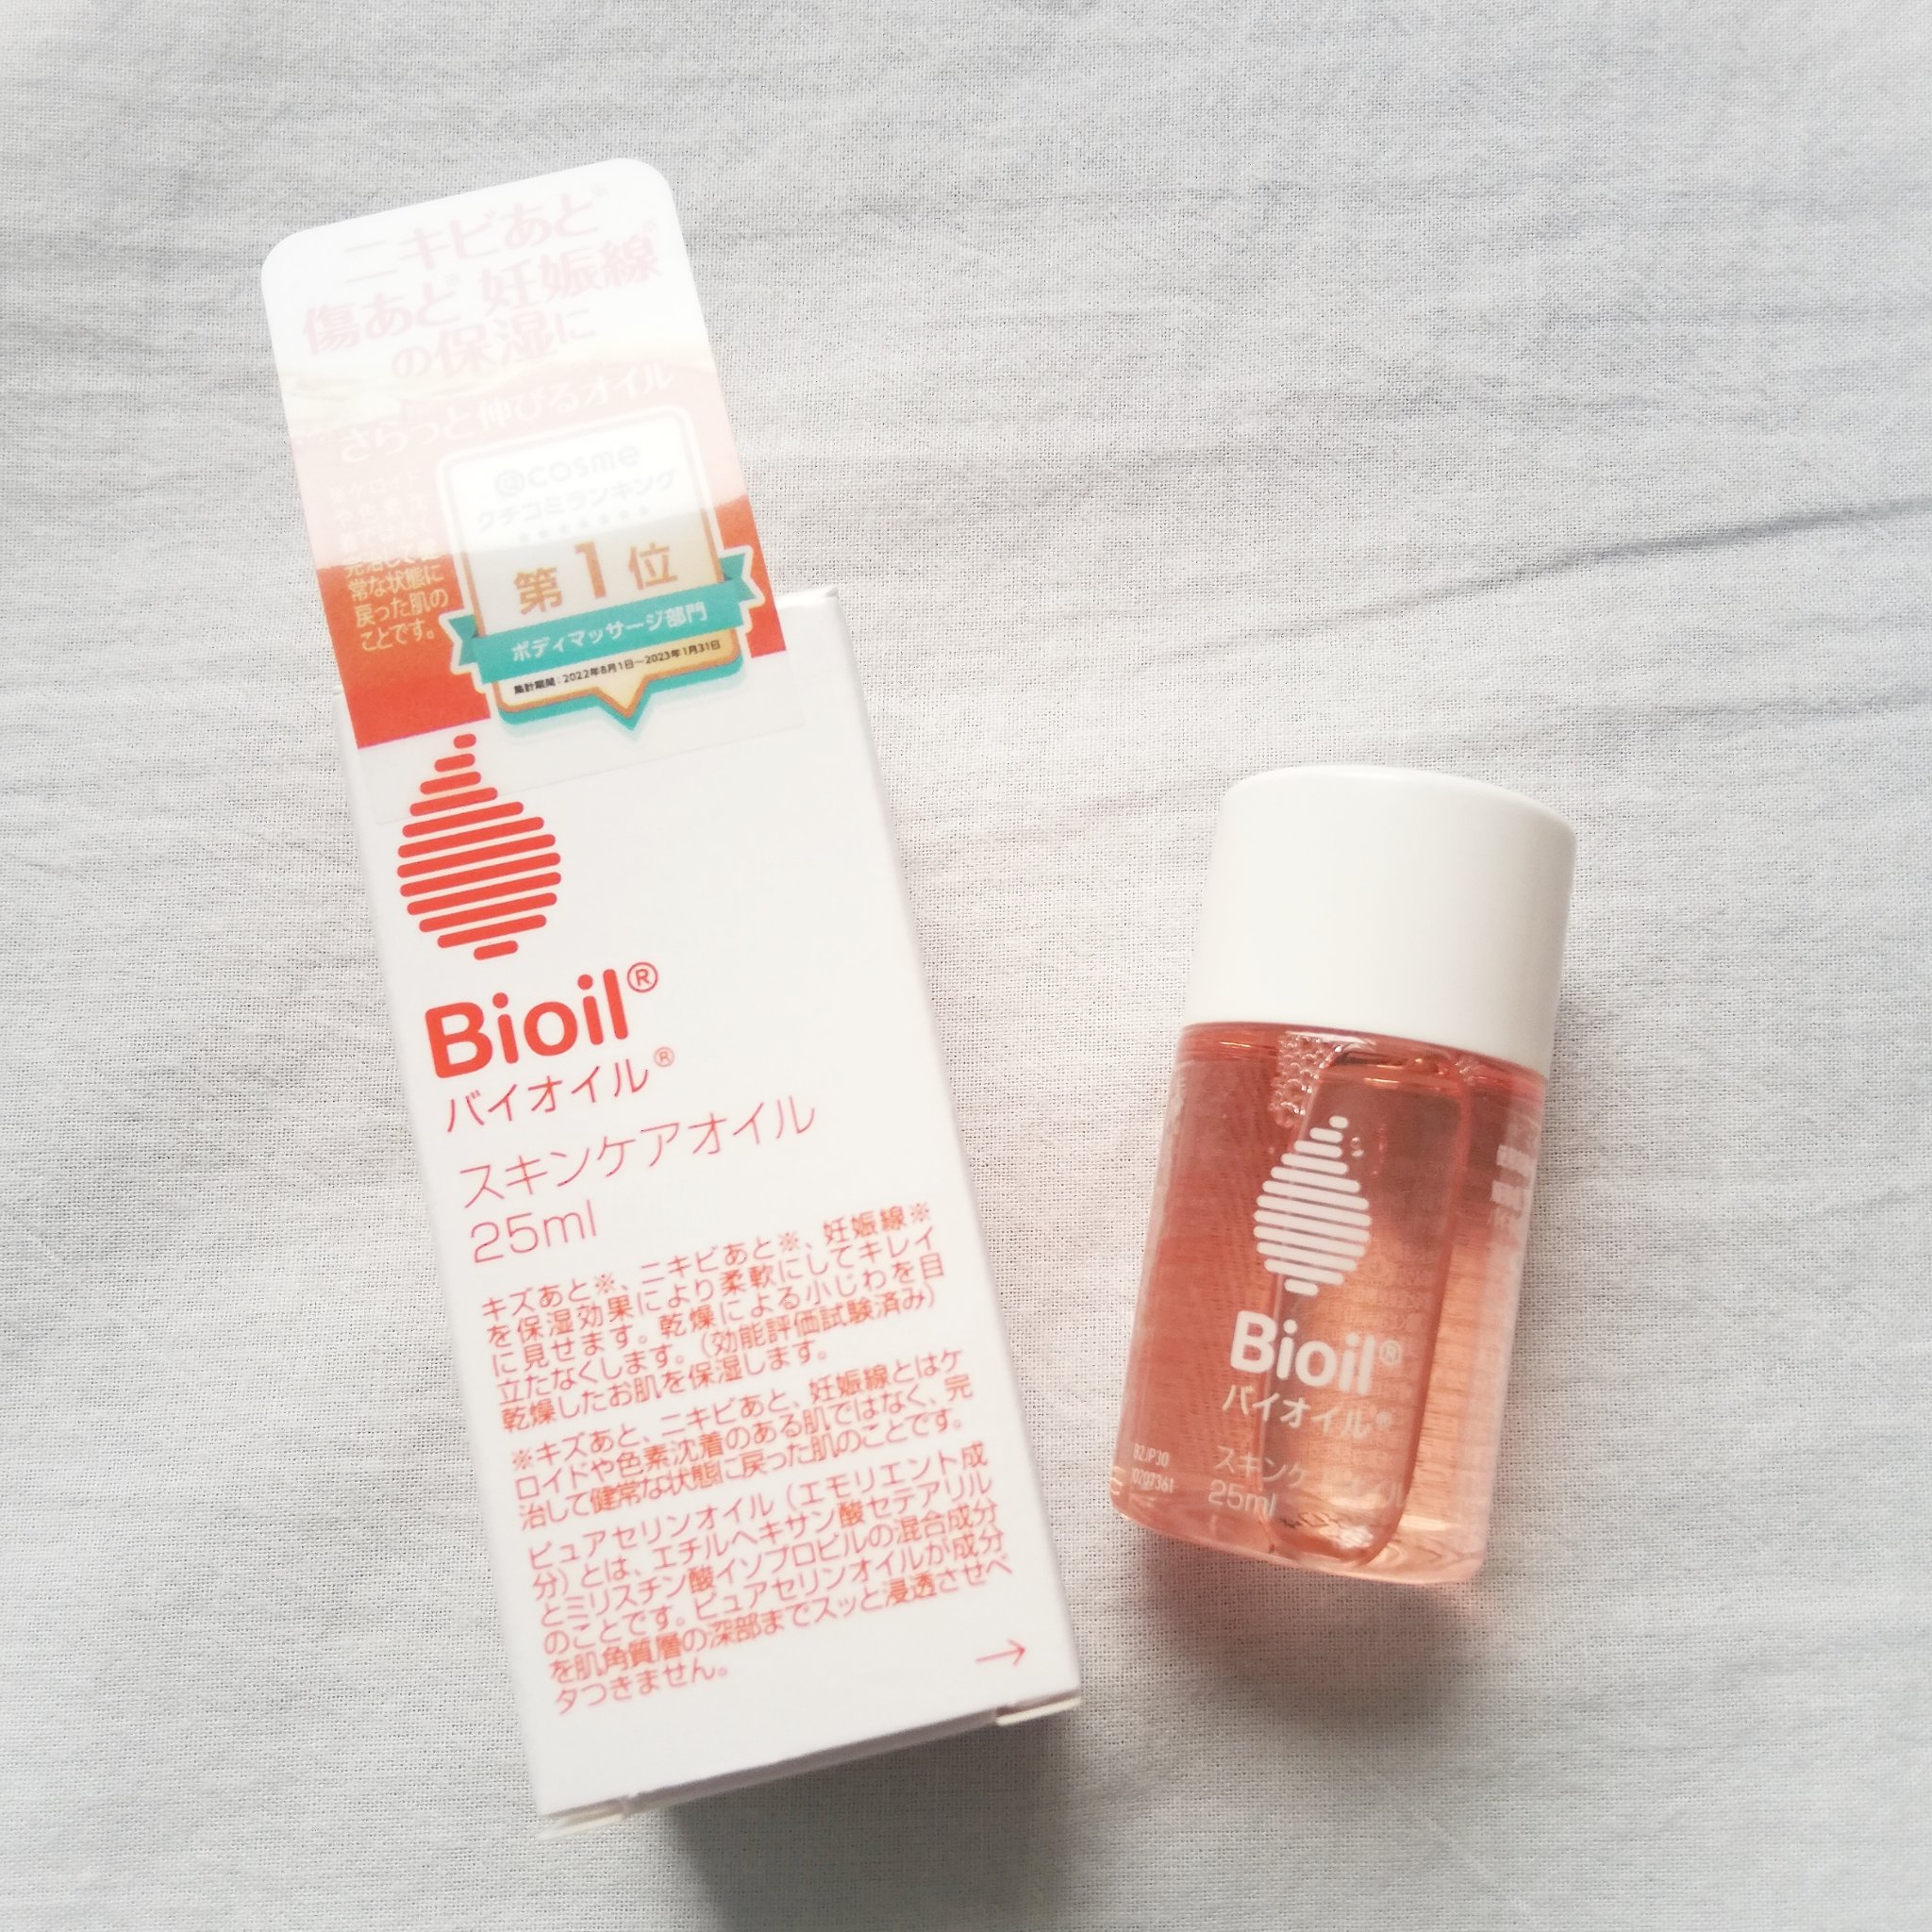 ニキビあと※
傷あと※妊娠線※
の保湿に
さらっと伸びるオイル
完治して健
常な状態に
戻った肌の
ことです。
@cosme
クチコミランキング
第1位
ボディマッサージ部門
集計期間:2022年8月1日―2023年1月31日
Bioil®
バイオイル®
スキンケアオイル
25ml
キズあと※、ニキビあと※、妊娠線※
を保湿効果により柔軟にしてキレイ
に見せます。乾燥による小じわを目
立たなくします。(効能評価試験済み)
乾燥したお肌を保湿します。
※キズあと、ニキビあと、妊娠線とはケ
ロイドや色素沈着のある肌ではなく、完
治して健常な状態に戻った肌のことです。
ピュアセリンオイル(エモリエント成
分)とは、エチルヘキサン酸セテアリル
とミリスチン酸イソプロピルの混合成分
のことです。ピュアセリンオイルが成分
を肌角質層の深部までスッと浸透させべ
タつきません。
→
Bioil®
バイオイル®
スキンケ
25ml
B2JP30
10207361